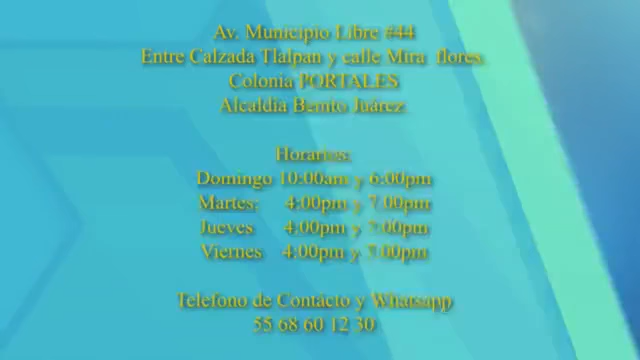 Av. Municipio Libre #44
Entre Calzada Tlalpan y calle Mira flores.
Colonia PORTALES
Alcaldia Benito Juárez
Horarios:
Domingo 10:00am y 6:00pm
Martes: 4:00pm y 7:00pm
Jueves 4:00pm y 7:00pm
Viernes 4:00pm y 7:00pm
Telefono de Contacto y Whatsapp
55 68 60 12 30